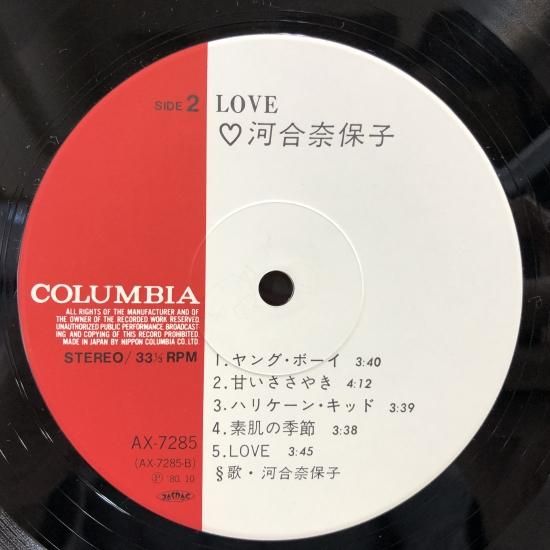 SIDE 2
LOVE
♡河合奈保子
COLUMBIA
ALL RIGHTS OF THE MANUFACTURER AND OF
THE OWNER OF THE RECORDED WORK RESERVED.
UNAUTHORIZED PUBLIC PERFORMANCE. BROADCAST-
ING AND COPYING OF THIS RECORD PROHIBITED.
MADE IN JAPAN BY NIPPON COLUMBIA CO. LTD.
STEREO / 33⅓ RPM
1. ヤング・ボーイ 3:40
2. 甘いささやき 4:12
3. ハリケーン・キッド 3:39
4. 素肌の季節 3:38
5. LOVE 3:45
§歌・河合奈保子
AX-7285
(AX-7285-B)
Ⓟ '80. 10